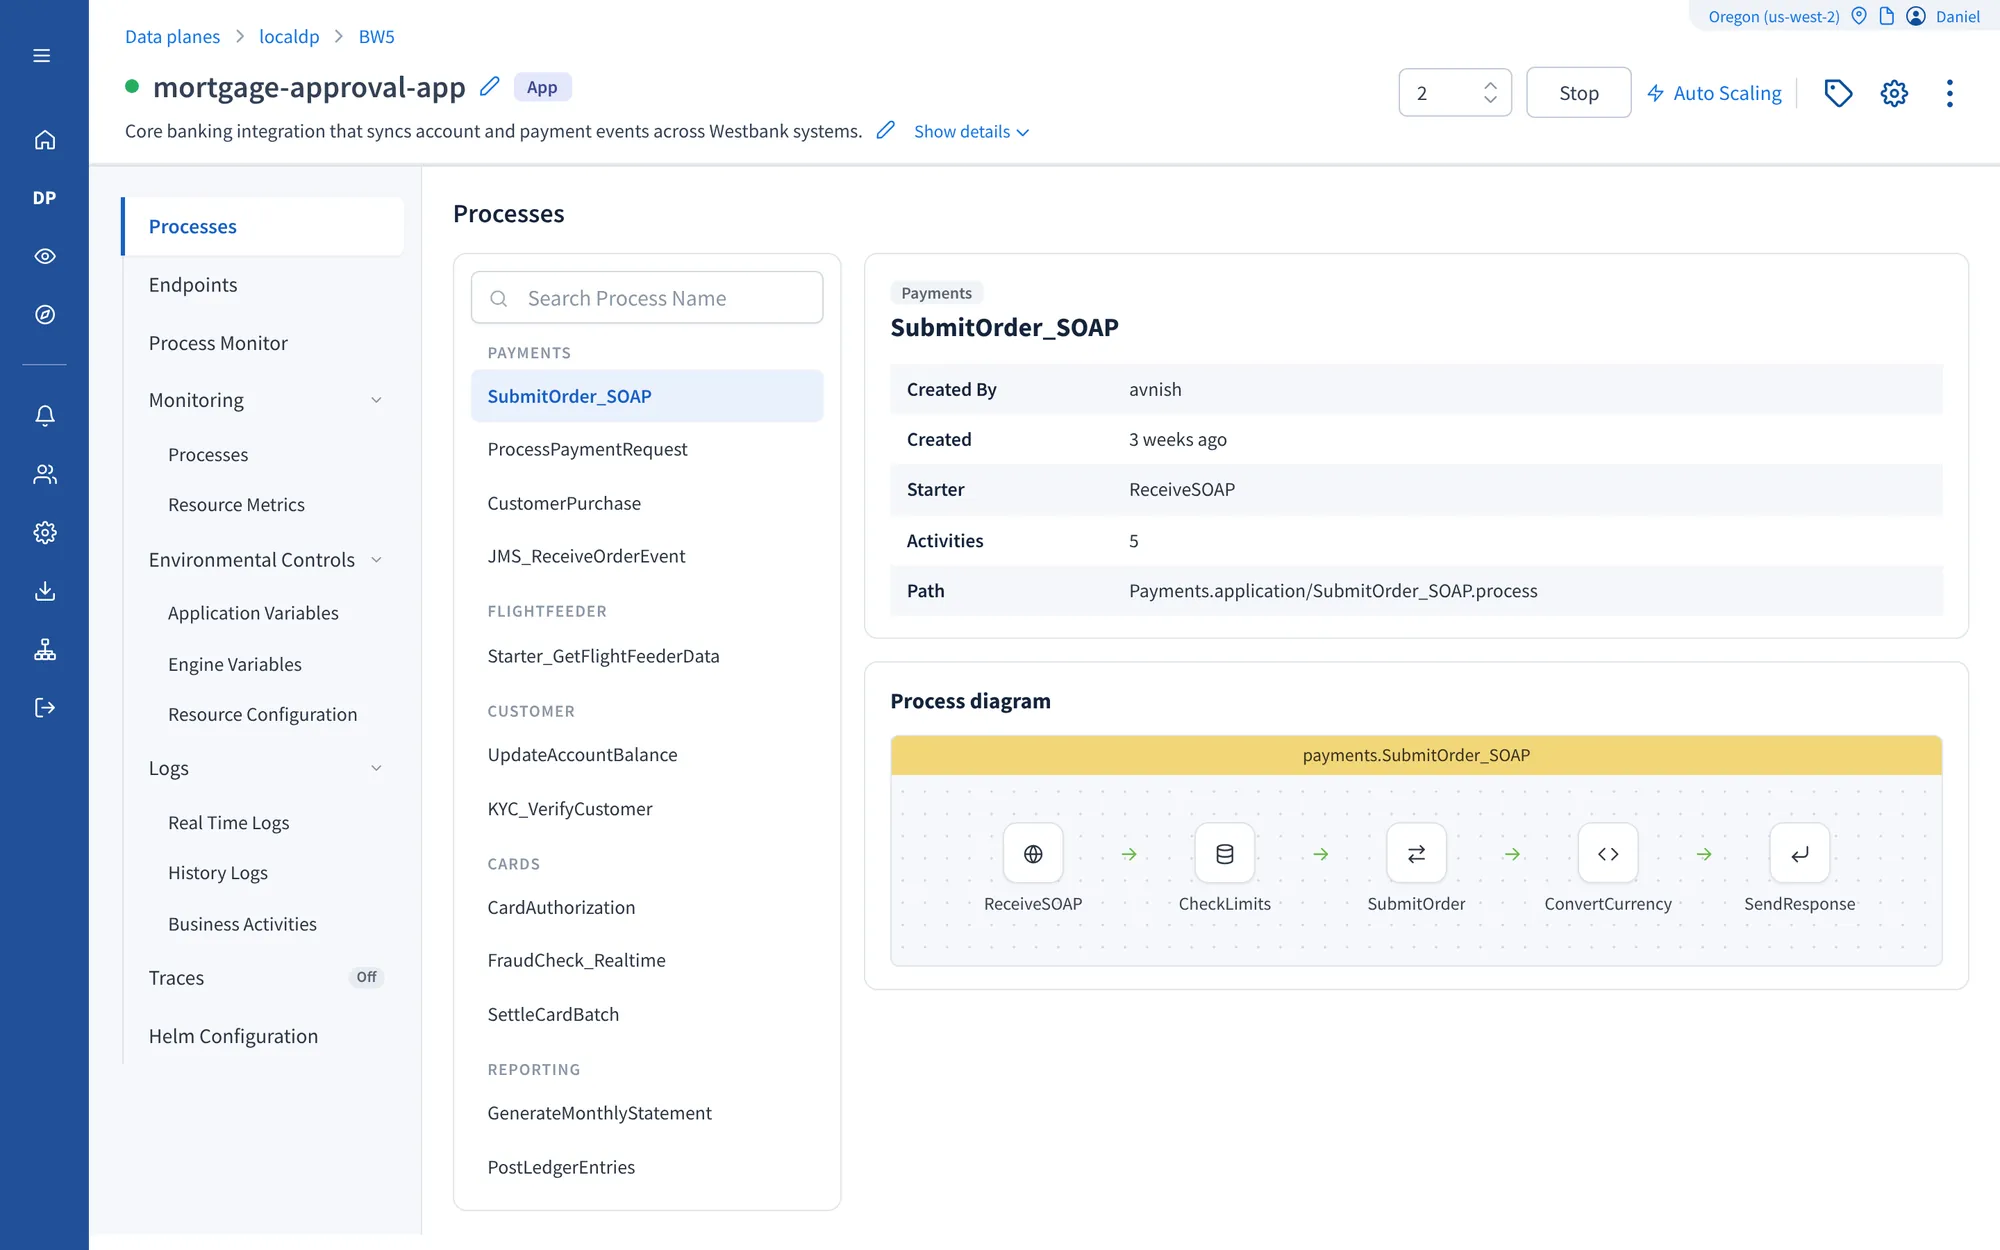 Oregon (us-west-2) Daniel
Data planes localdp BW5
mortgage-approval-app App
2 Stop Auto Scaling
Core banking integration that syncs account and payment events across Westbank systems. Show details
DP
Processes
Endpoints
Process Monitor
Monitoring
Processes
Resource Metrics
Environmental Controls
Application Variables
Engine Variables
Resource Configuration
Logs
Real Time Logs
History Logs
Business Activities
Traces Off
Helm Configuration
Processes
Search Process Name
PAYMENTS
SubmitOrder_SOAP
ProcessPaymentRequest
CustomerPurchase
JMS_ReceiveOrderEvent
FLIGHTFEEDER
Starter_GetFlightFeederData
CUSTOMER
UpdateAccountBalance
KYC_VerifyCustomer
CARDS
CardAuthorization
FraudCheck_Realtime
SettleCardBatch
REPORTING
GenerateMonthlyStatement
PostLedgerEntries
Payments
SubmitOrder_SOAP
Created By avnish
Created 3 weeks ago
Starter ReceiveSOAP
Activities 5
Path Payments.application/SubmitOrder_SOAP.process
Process diagram
payments.SubmitOrder_SOAP
ReceiveSOAP CheckLimits SubmitOrder ConvertCurrency SendResponse